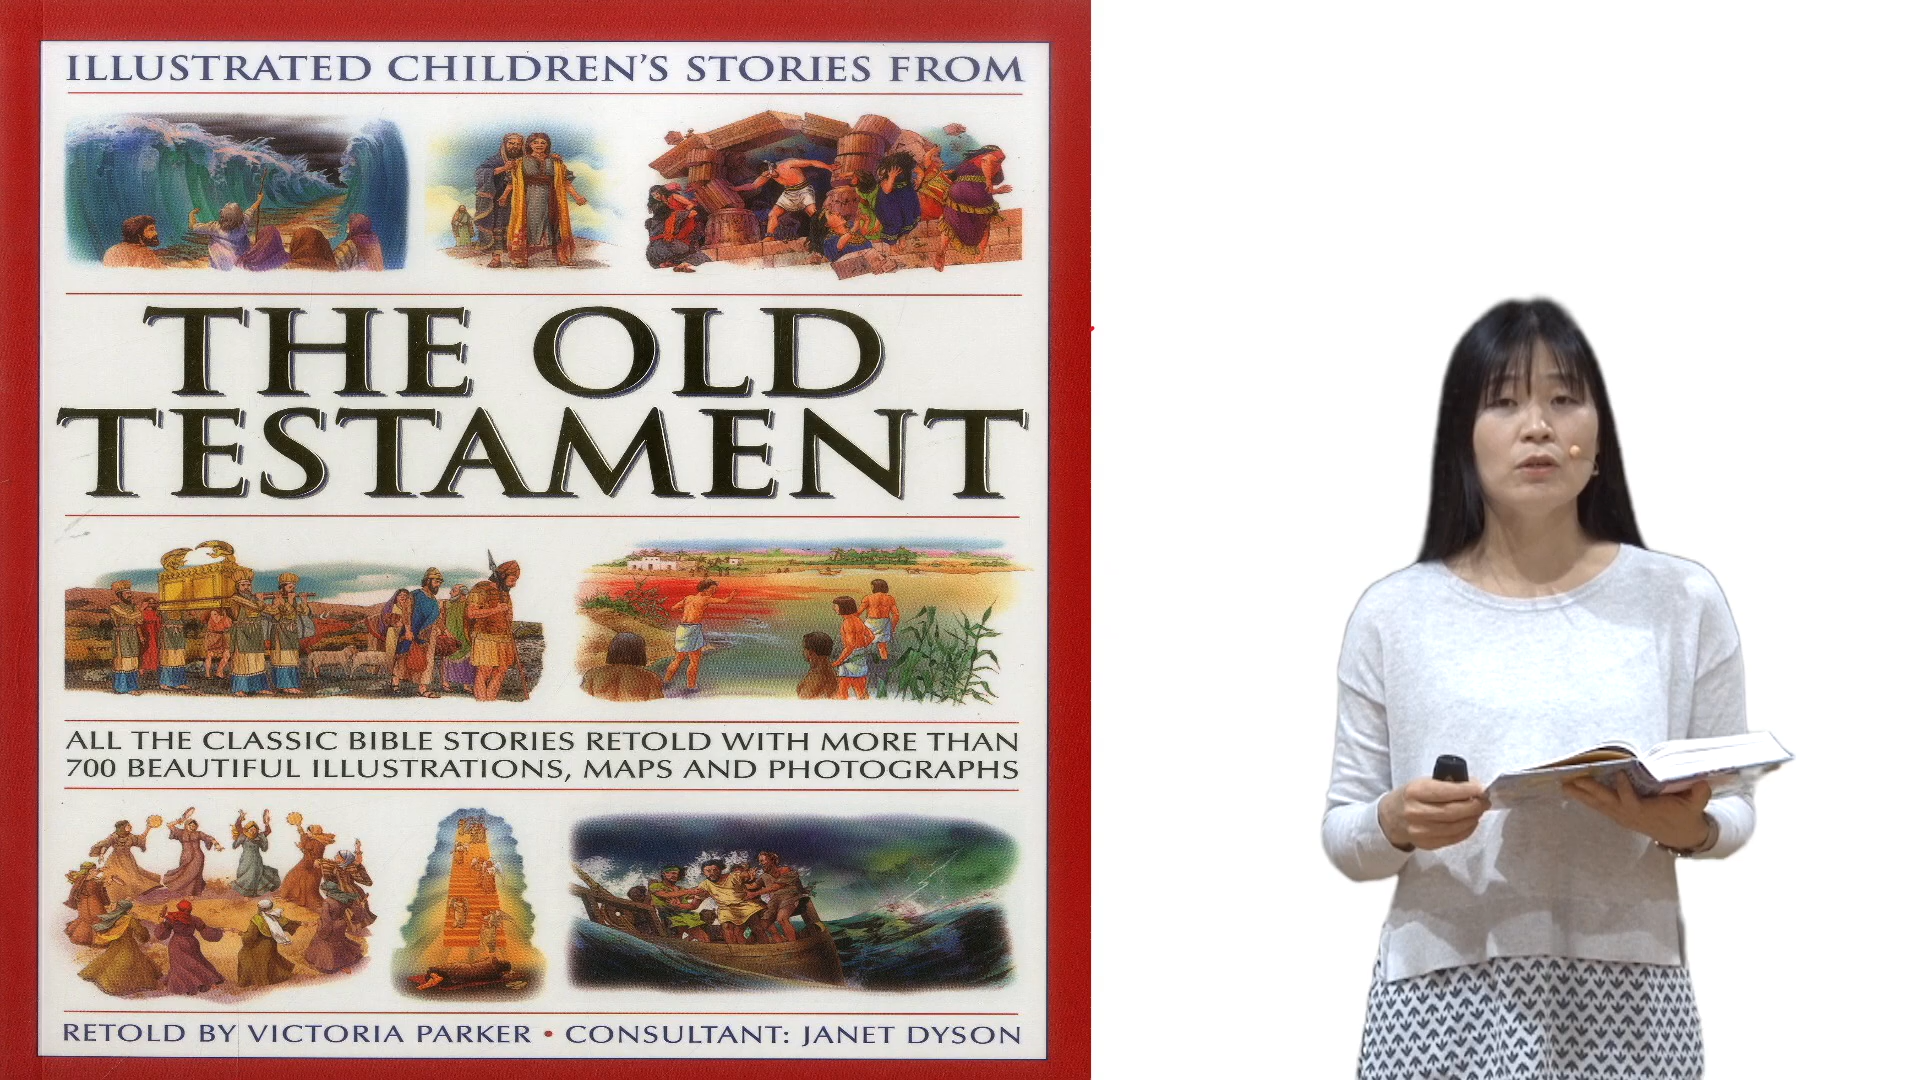 ILLUSTRATED CHILDREN'S STORIES FROM
THE OLD
TESTAMENT
ALL THE CLASSIC BIBLE STORIES RETOLD WITH MORE THAN
700 BEAUTIFUL ILLUSTRATIONS, MAPS AND PHOTOGRAPHS
RETOLD BY VICTORIA PARKER • CONSULTANT: JANET DYSON